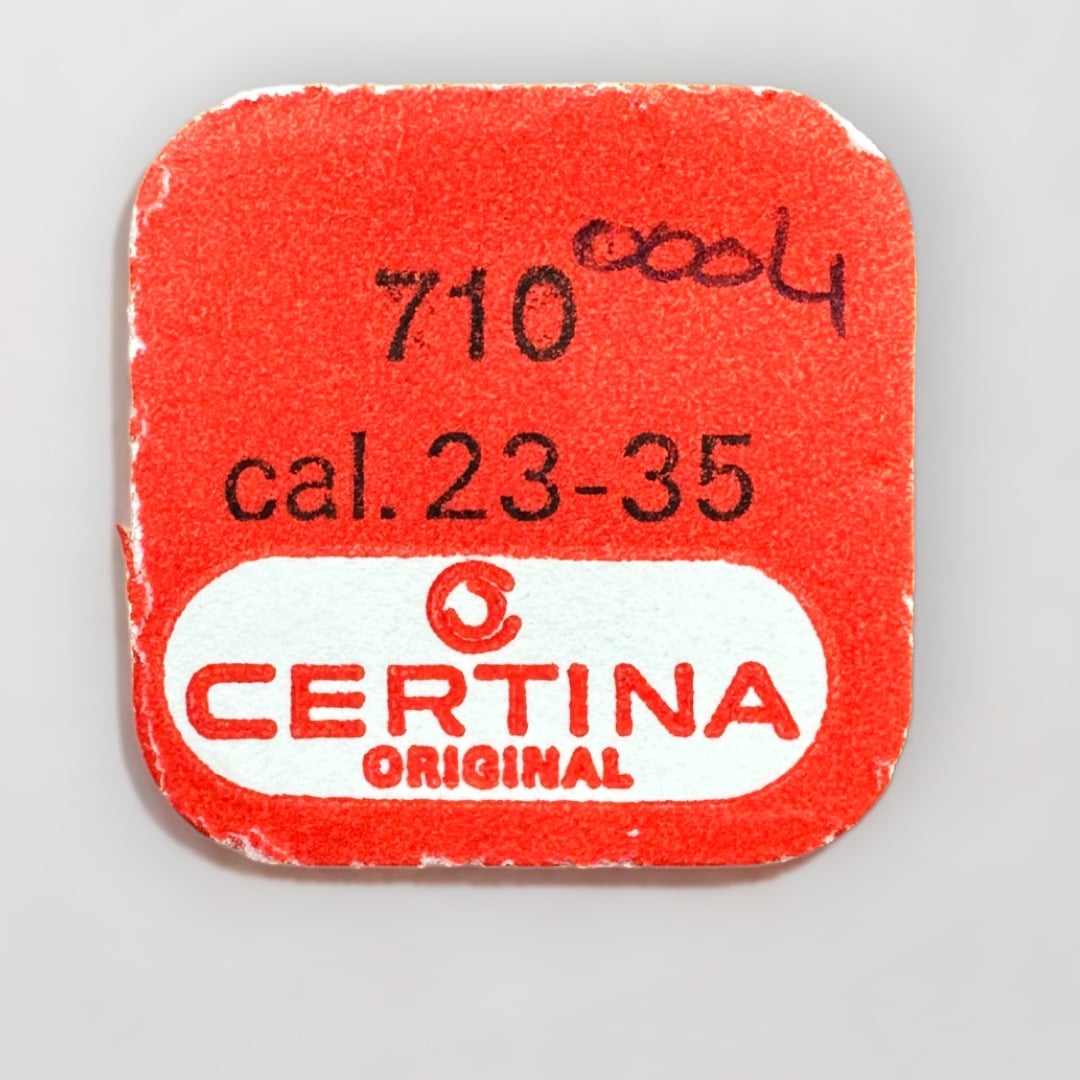 710 0004
cal. 23-35
CERTINA
ORIGINAL